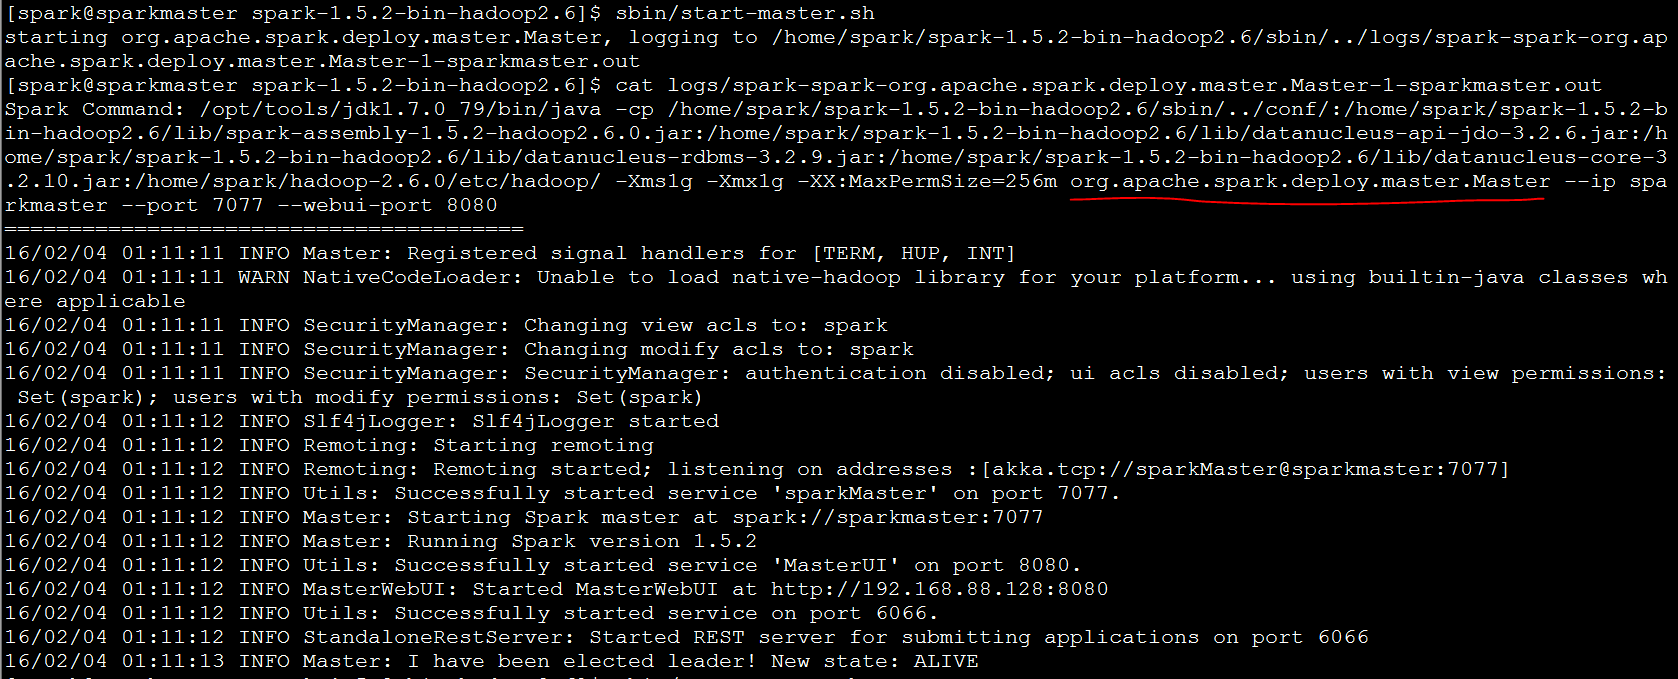 [spark@sparkmaster spark-1.5.2-bin-hadoop2.6]$ sbin/start-master.sh
starting org.apache.spark.deploy.master.Master, logging to /home/spark/spark-1.5.2-bin-hadoop2.6/sbin/../logs/spark-spark-org.ap
ache.spark.deploy.master.Master-1-sparkmaster.out
[spark@sparkmaster spark-1.5.2-bin-hadoop2.6]$ cat logs/spark-spark-org.apache.spark.deploy.master.Master-1-sparkmaster.out
Spark Command: /opt/tools/jdk1.7.0_79/bin/java -cp /home/spark/spark-1.5.2-bin-hadoop2.6/sbin/../conf/:/home/spark/spark-1.5.2-b
in-hadoop2.6/lib/spark-assembly-1.5.2-hadoop2.6.0.jar:/home/spark/spark-1.5.2-bin-hadoop2.6/lib/datanucleus-api-jdo-3.2.6.jar:/h
ome/spark/spark-1.5.2-bin-hadoop2.6/lib/datanucleus-rdbms-3.2.9.jar:/home/spark/spark-1.5.2-bin-hadoop2.6/lib/datanucleus-core-3
.2.10.jar:/home/spark/hadoop-2.6.0/etc/hadoop/ -Xms1g -Xmx1g -XX:MaxPermSize=256m org.apache.spark.deploy.master.Master --ip spa
rkmaster --port 7077 --webui-port 8080
========================================
16/02/04 01:11:11 INFO Master: Registered signal handlers for [TERM, HUP, INT]
16/02/04 01:11:11 WARN NativeCodeLoader: Unable to load native-hadoop library for your platform... using builtin-java classes wh
ere applicable
16/02/04 01:11:11 INFO SecurityManager: Changing view acls to: spark
16/02/04 01:11:11 INFO SecurityManager: Changing modify acls to: spark
16/02/04 01:11:11 INFO SecurityManager: SecurityManager: authentication disabled; ui acls disabled; users with view permissions:
 Set(spark); users with modify permissions: Set(spark)
16/02/04 01:11:12 INFO Slf4jLogger: Slf4jLogger started
16/02/04 01:11:12 INFO Remoting: Starting remoting
16/02/04 01:11:12 INFO Remoting: Remoting started; listening on addresses :[akka.tcp://sparkMaster@sparkmaster:7077]
16/02/04 01:11:12 INFO Utils: Successfully started service 'sparkMaster' on port 7077.
16/02/04 01:11:12 INFO Master: Starting Spark master at spark://sparkmaster:7077
16/02/04 01:11:12 INFO Master: Running Spark version 1.5.2
16/02/04 01:11:12 INFO Utils: Successfully started service 'MasterUI' on port 8080.
16/02/04 01:11:12 INFO MasterWebUI: Started MasterWebUI at http://192.168.88.128:8080
16/02/04 01:11:12 INFO Utils: Successfully started service on port 6066.
16/02/04 01:11:12 INFO StandaloneRestServer: Started REST server for submitting applications on port 6066
16/02/04 01:11:13 INFO Master: I have been elected leader! New state: ALIVE